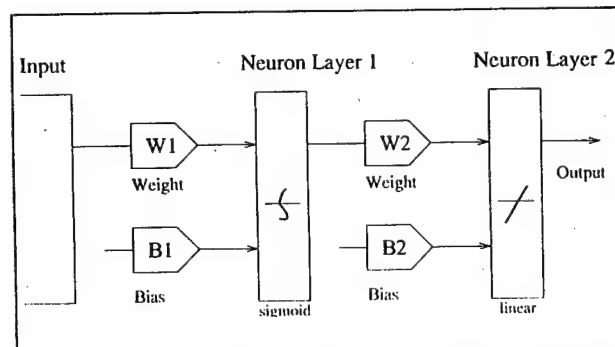 Input
Neuron Layer 1
Neuron Layer 2
W1
W2
Weight
Weight
Output
B1
B2
Bias
Bias
sigmoid
linear